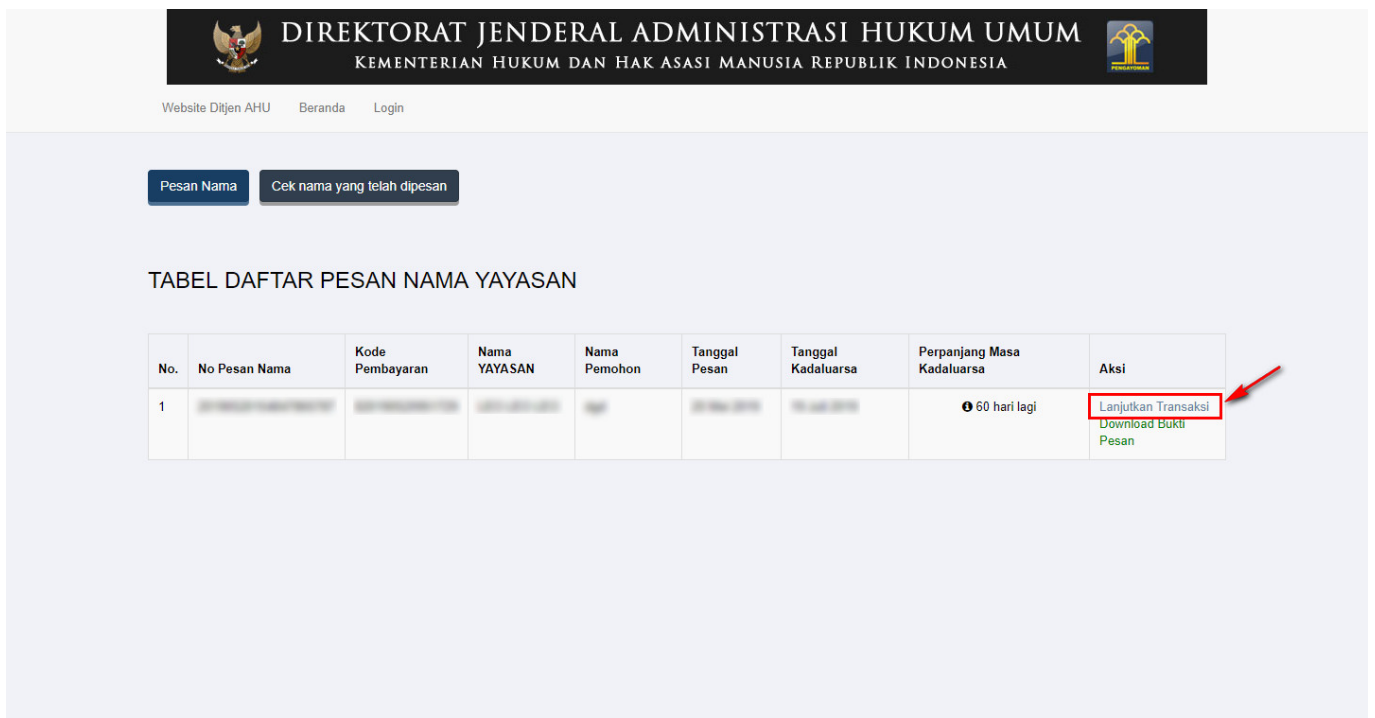 DIREKTORAT JENDERAL ADMINISTRASI HUKUM UMUM
KEMENTERIAN HUKUM DAN HAK ASASI MANUSIA REPUBLIK INDONESIA
PENGAYOMAN
Website Ditjen AHU Beranda Login
Pesan Nama Cek nama yang telah dipesan
TABEL DAFTAR PESAN NAMA YAYASAN
No. No Pesan Nama Kode Pembayaran Nama YAYASAN Nama Pemohon Tanggal Pesan Tanggal Kadaluarsa Perpanjang Masa Kadaluarsa Aksi
1 60 hari lagi Lanjutkan Transaksi
Download Bukti
Pesan